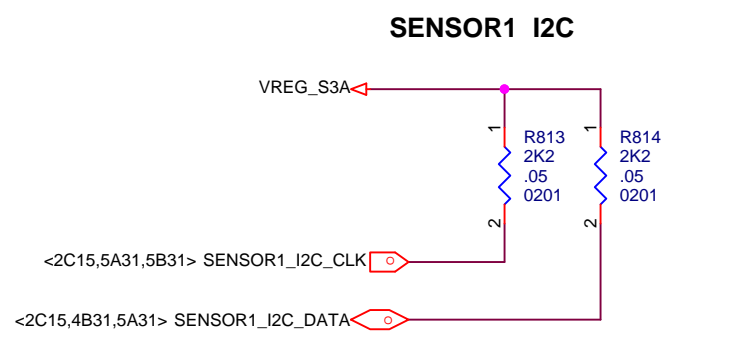 SENSOR1 I2C
VREG_S3A
1
R813
2K2
.05
0201
2
1
R814
2K2
.05
0201
2
<2C15,5A31,5B31> SENSOR1_I2C_CLK
<2C15,4B31,5A31> SENSOR1_I2C_DATA